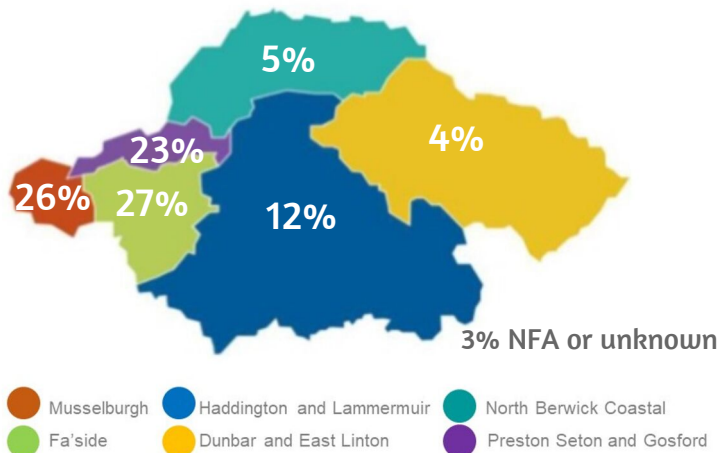 5%
23%
4%
26%
27%
12%
3% NFA or unknown
Musselburgh
Haddington and Lammermuir
North Berwick Coastal
Fa'side
Dunbar and East Linton
Preston Seton and Gosford